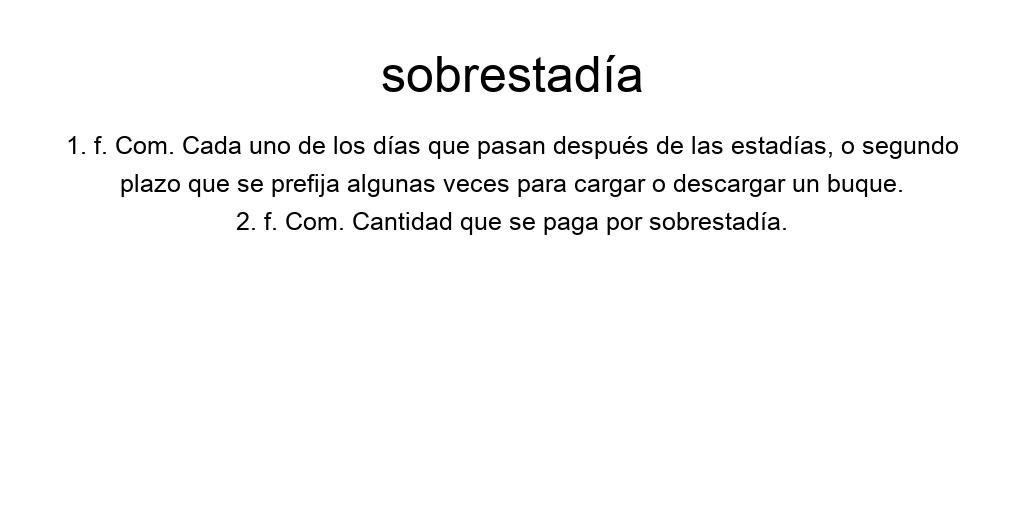 sobrestadía
1. f. Com. Cada uno de los días que pasan después de las estadías, o segundo
plazo que se prefija algunas veces para cargar o descargar un buque.
2. f. Com. Cantidad que se paga por sobrestadía.